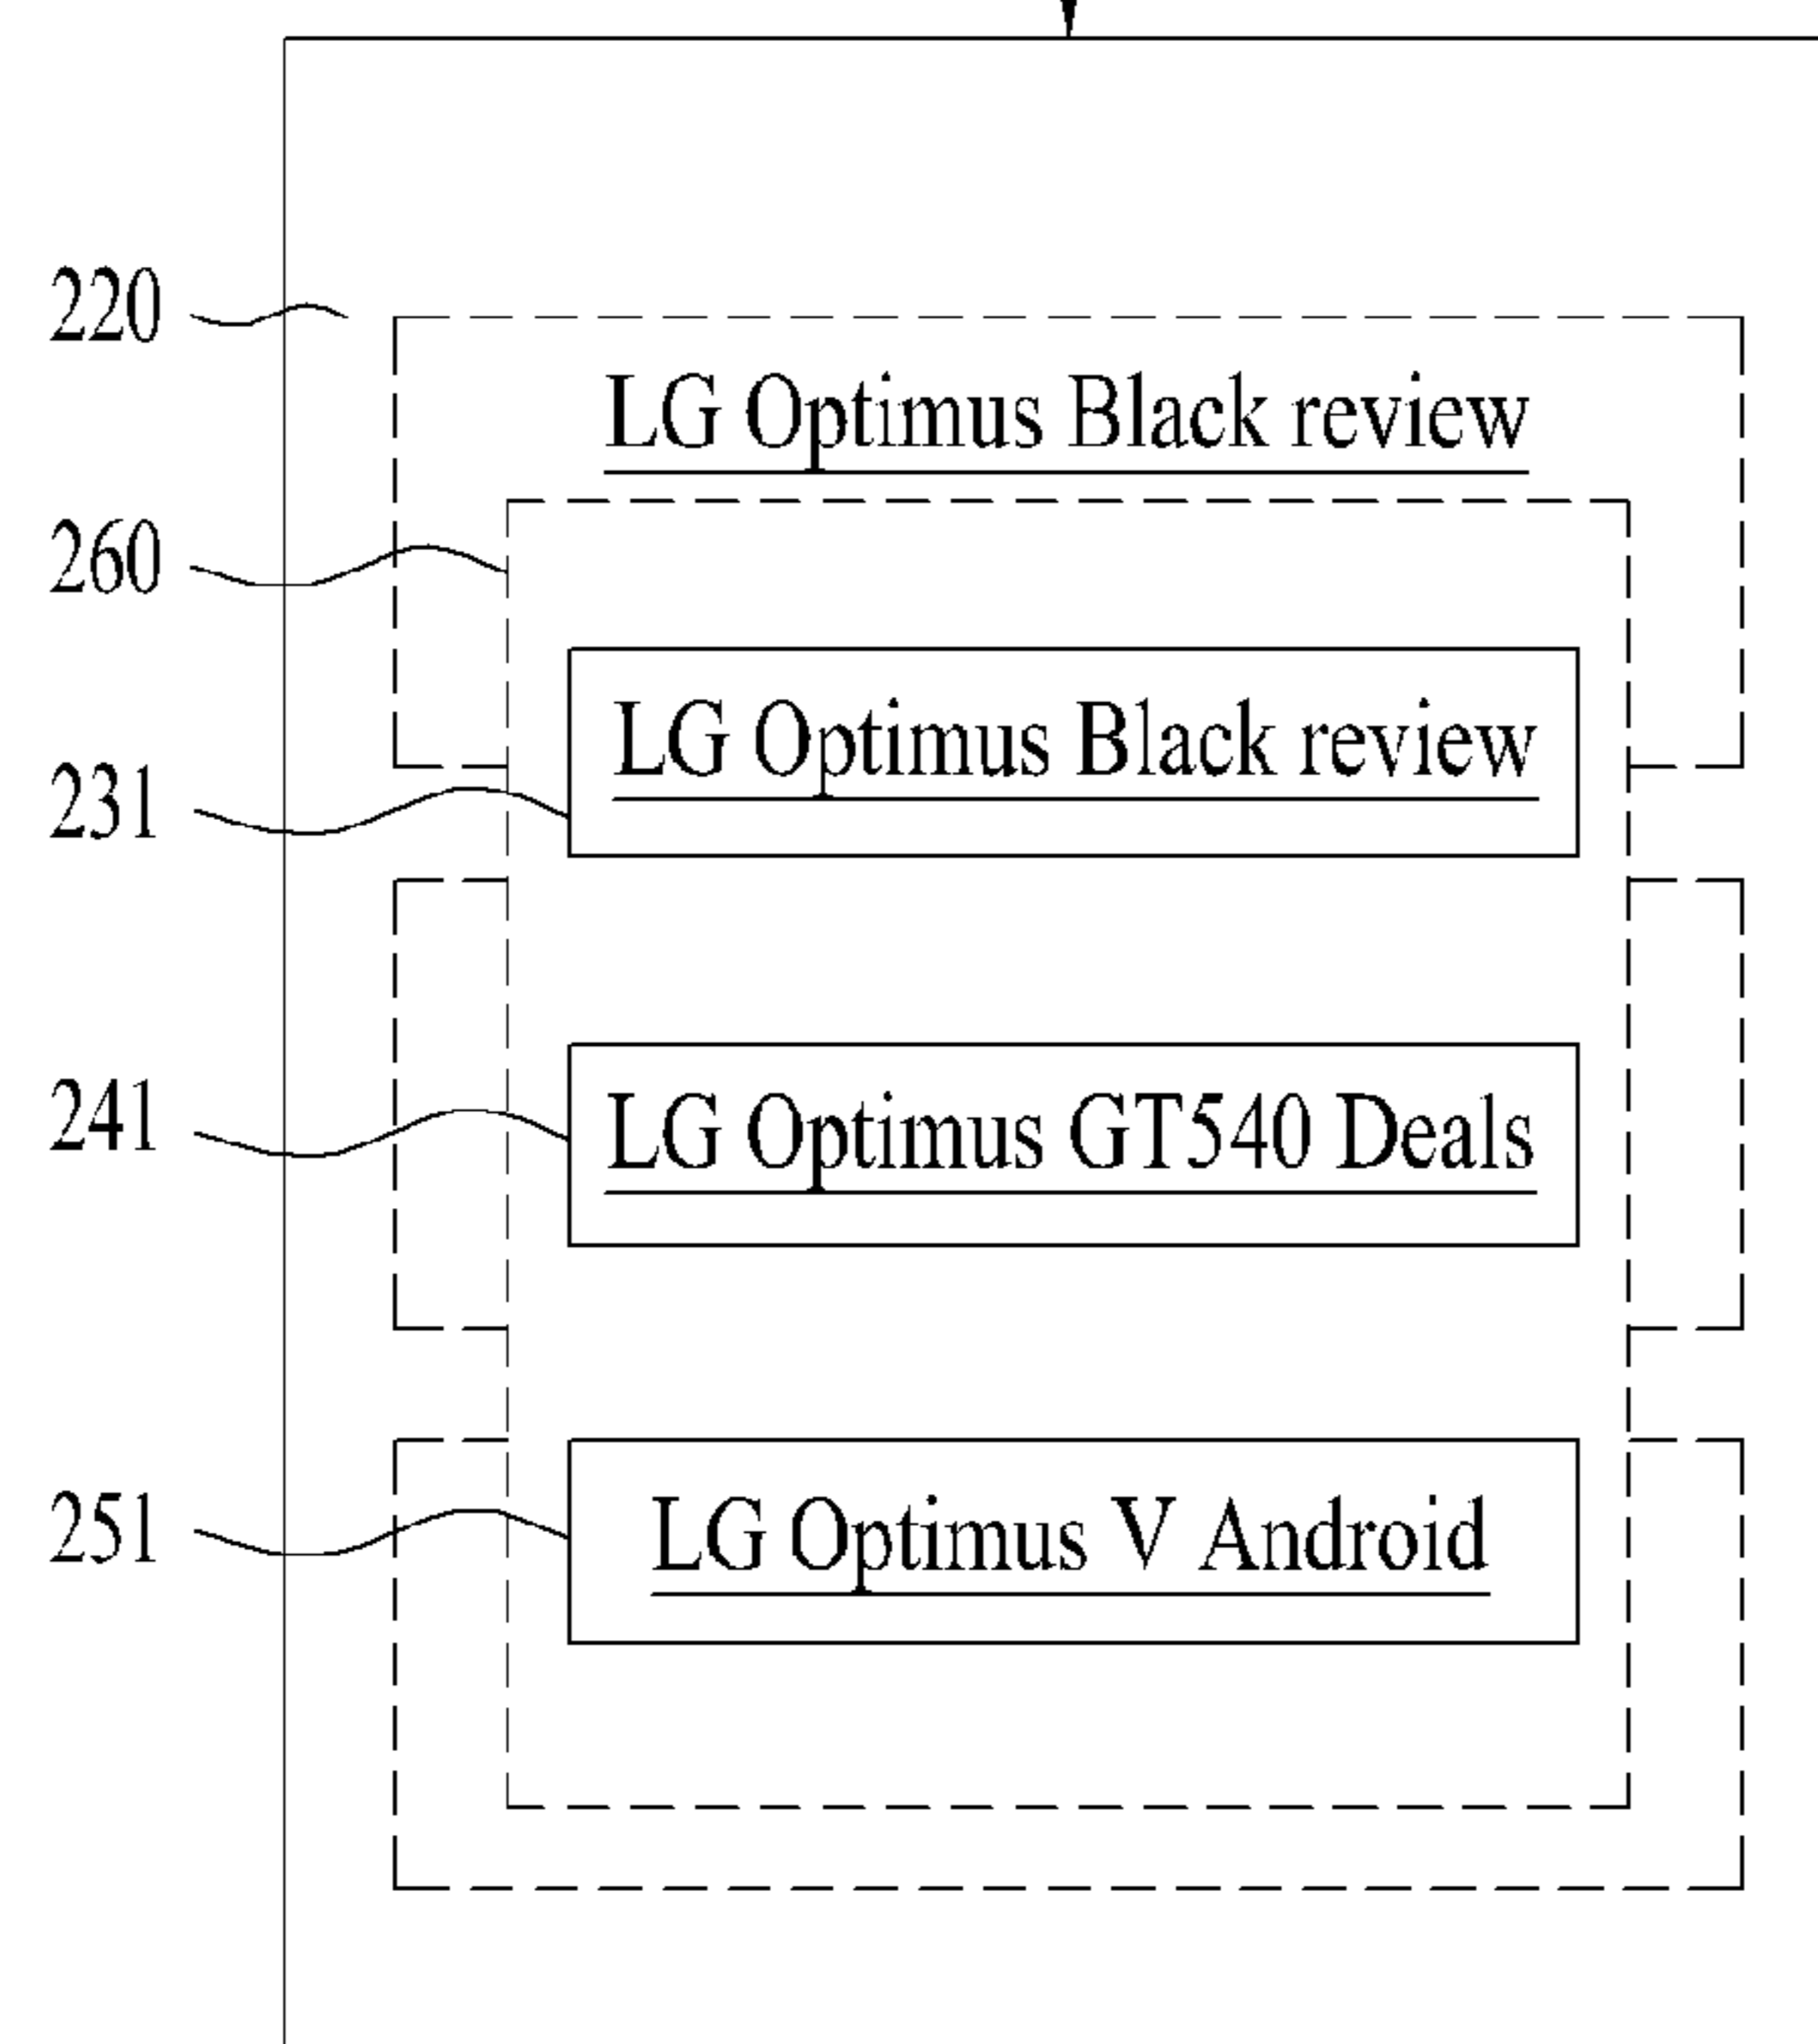 220
LG Optimus Black review
260
LG Optimus Black review
231
LG Optimus GT540 Deals
241
LG Optimus V Android
251